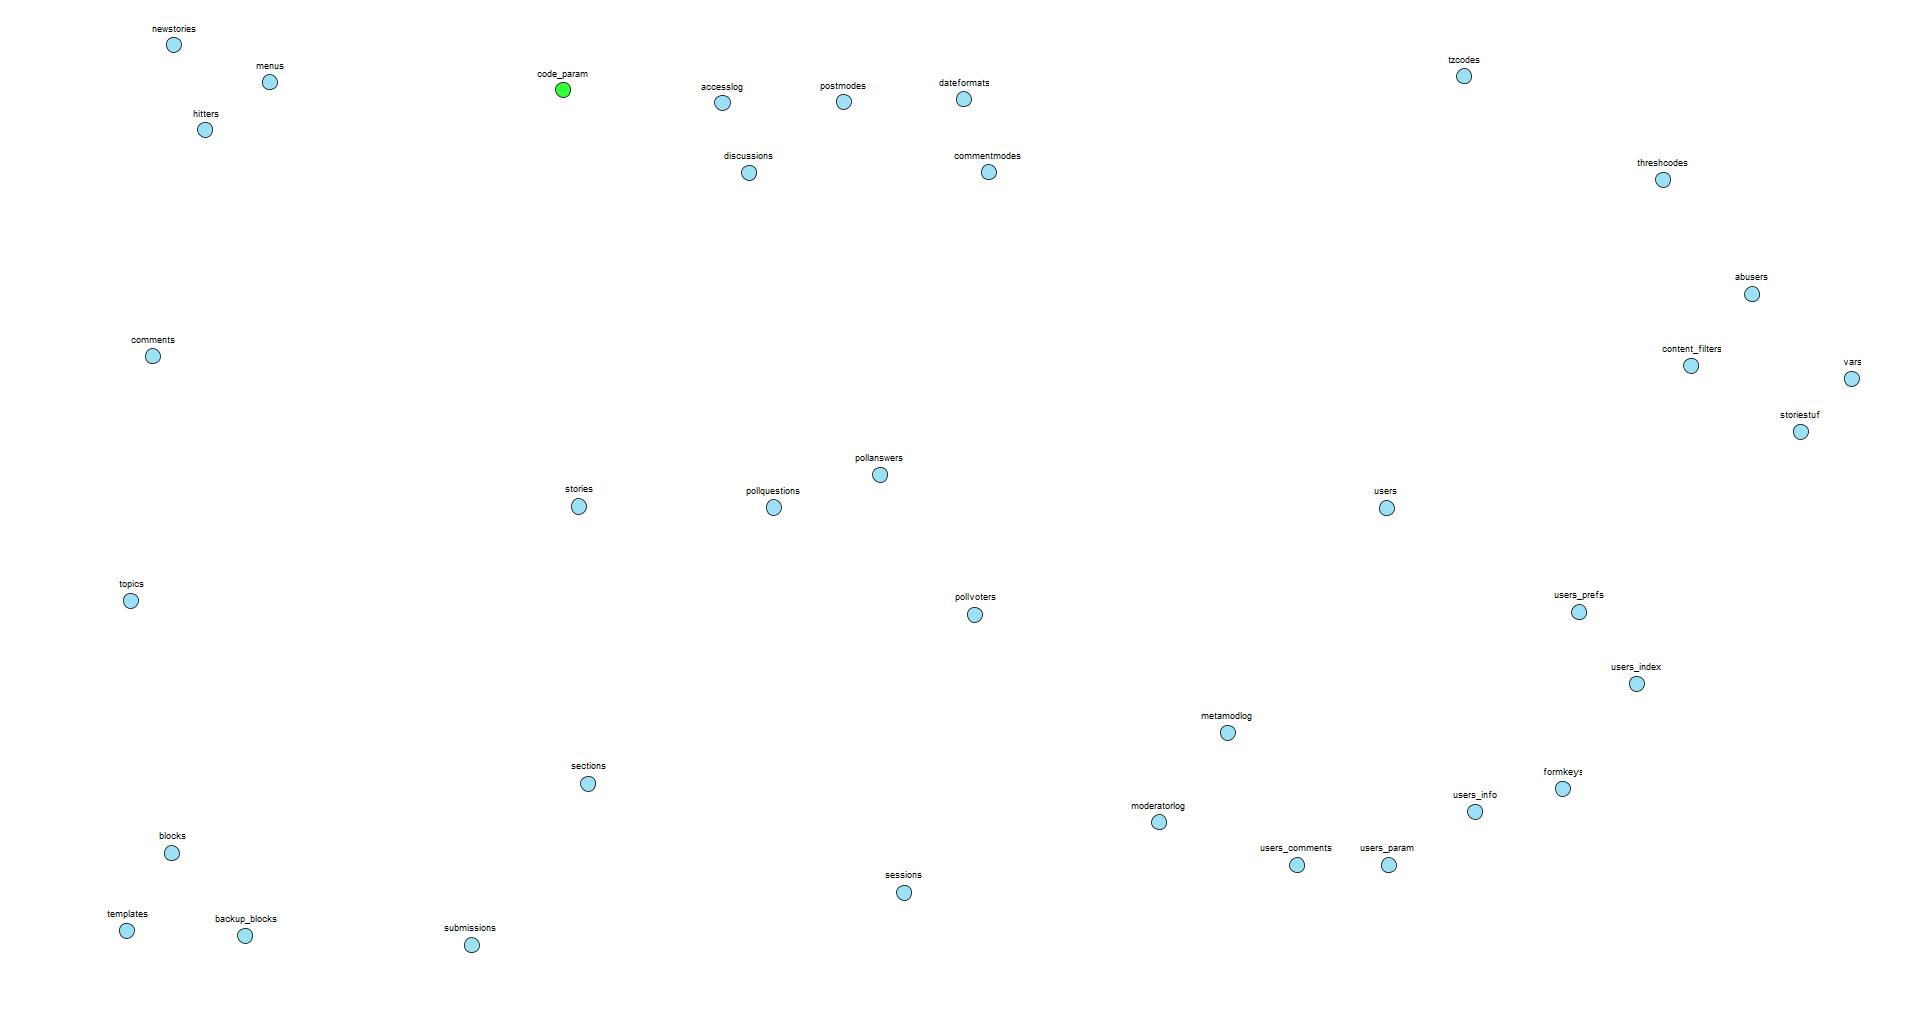 newstories
menus
hitters
code_param
accesslog
postmodes
dateformats
discussions
commentmodes
tzcodes
threshcodes
abusers
comments
content_filters
vars
storiestuf
pollanswers
stories
pollquestions
users
topics
pollvoters
users_prefs
users_index
metamodlog
sections
formkeys
users_info
moderatorlog
blocks
users_comments
users_param
sessions
templates
backup_blocks
submissions